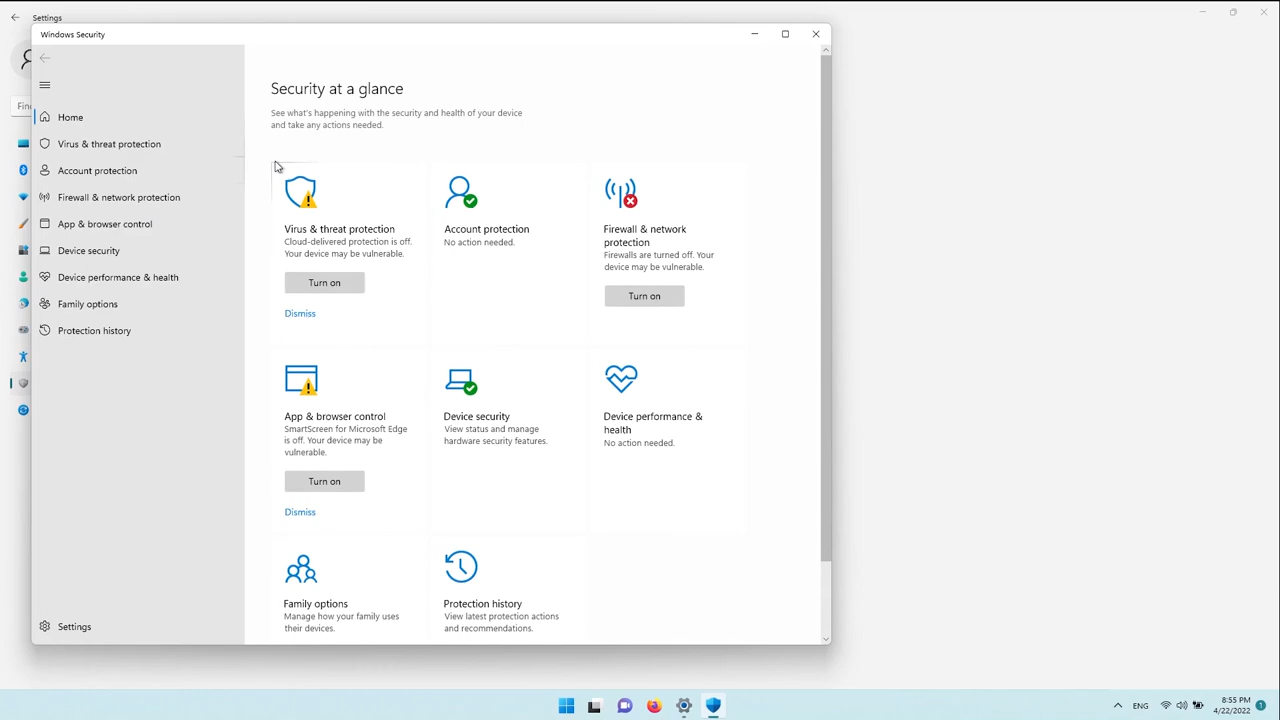 Settings
Windows Security
Find
Home
Virus & threat protection
Account protection
Firewall & network protection
App & browser control
Device security
Device performance & health
Family options
Protection history
Settings
Security at a glance
See what's happening with the security and health of your device
and take any actions needed.
Virus & threat protection
Cloud-delivered protection is off.
Your device may be vulnerable.
Turn on
Dismiss
Account protection
No action needed.
Firewall & network
protection
Firewalls are turned off. Your
device may be vulnerable.
Turn on
App & browser control
SmartScreen for Microsoft Edge
is off. Your device may be
vulnerable.
Turn on
Dismiss
Device security
View status and manage
hardware security features.
Device performance &
health
No action needed.
Family options
Manage how your family uses
their devices.
Protection history
View latest protection actions
and recommendations.
ENG
8:55 PM
4/22/2022
1